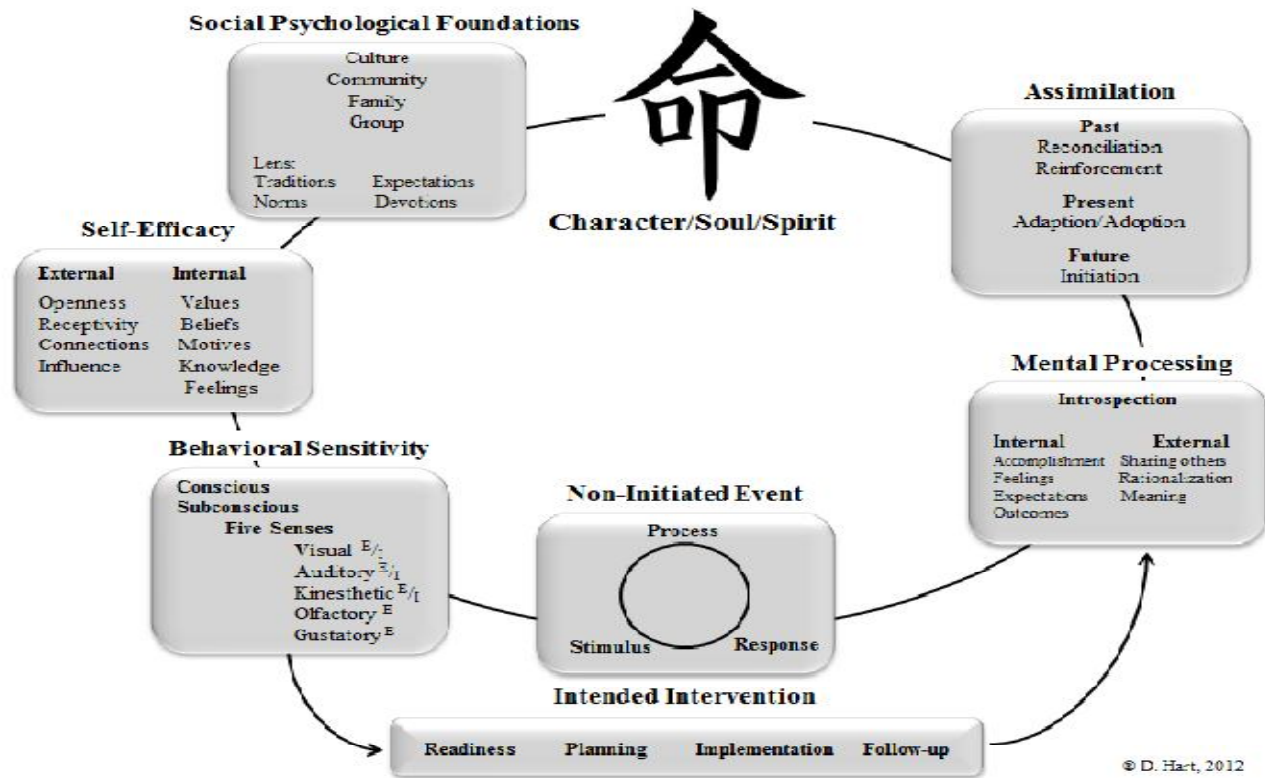 Social Psychological Foundations
Culture
Community
Family
Group
Lens:
Traditions Expectations
Norms Devotions
命
Character/Soul/Spirit
Assimilation
Past
Reconciliation
Reinforcement
Present
Adaption/Adoption
Future
Initiation
Self-Efficacy
External Internal
Openness Values
Receptivity Beliefs
Connections Motives
Influence Knowledge
Feelings
Mental Processing
Introspection
Internal External
Accomplishment Sharing others
Feelings Rationalization
Expectations Meaning
Outcomes
Behavioral Sensitivity
Conscious
Subconscious
Five Senses
Visual E/I
Auditory E/I
Kinesthetic E/I
Olfactory E
Gustatory E
Non-Initiated Event
Process
Stimulus Response
Intended Intervention
Readiness Planning Implementation Follow-up
© D. Hart, 2012